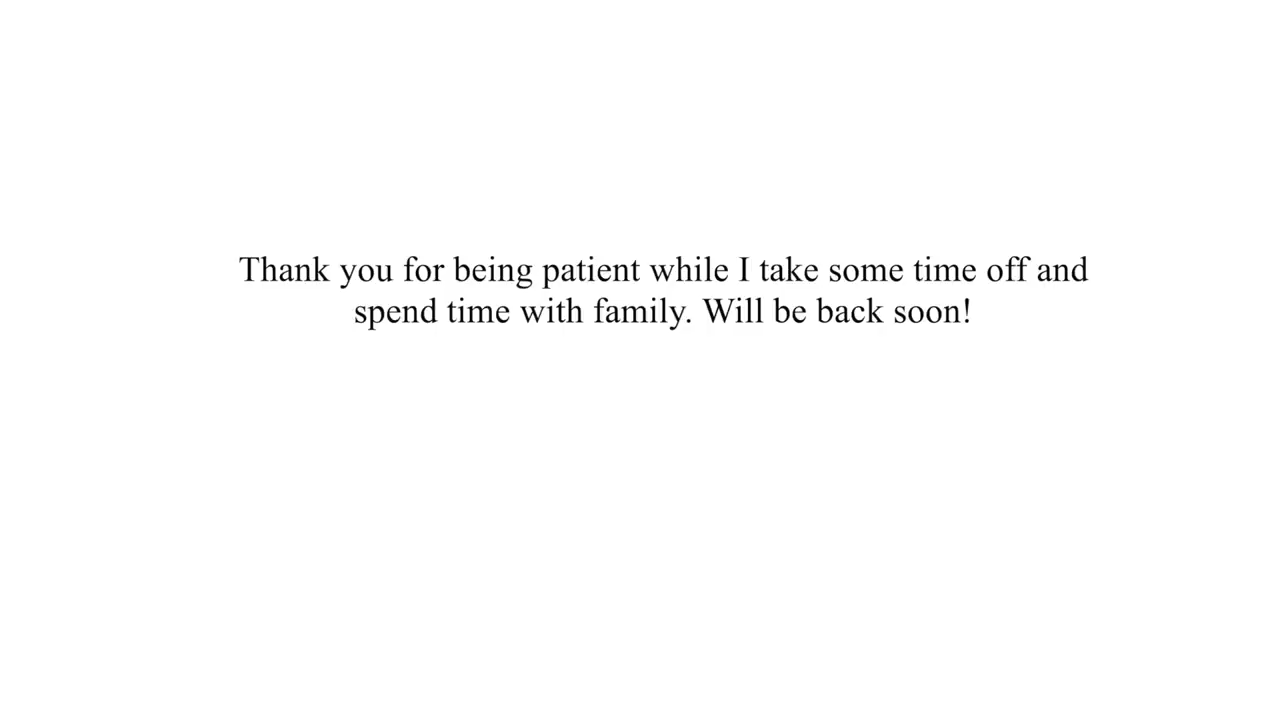 Thank you for being patient while I take some time off and
spend time with family. Will be back soon!